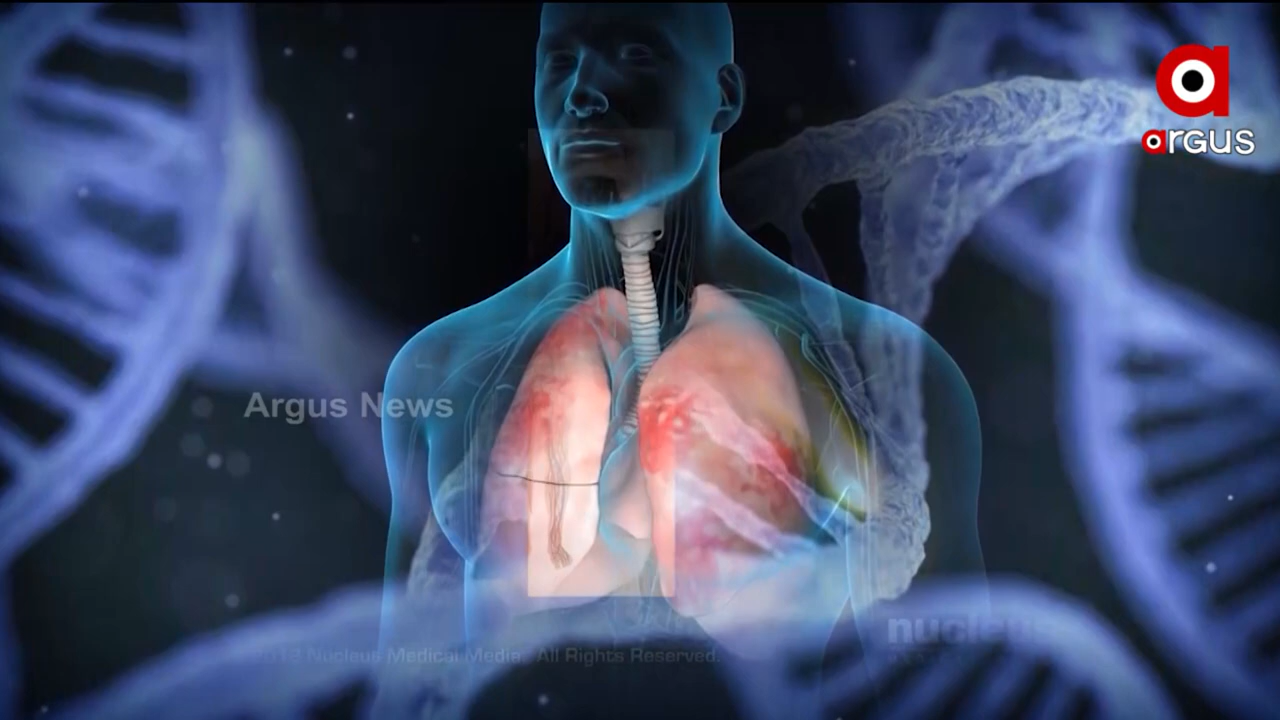 argus
Argus News
nucleus
Nucleus Medical Media. All Rights Reserved.